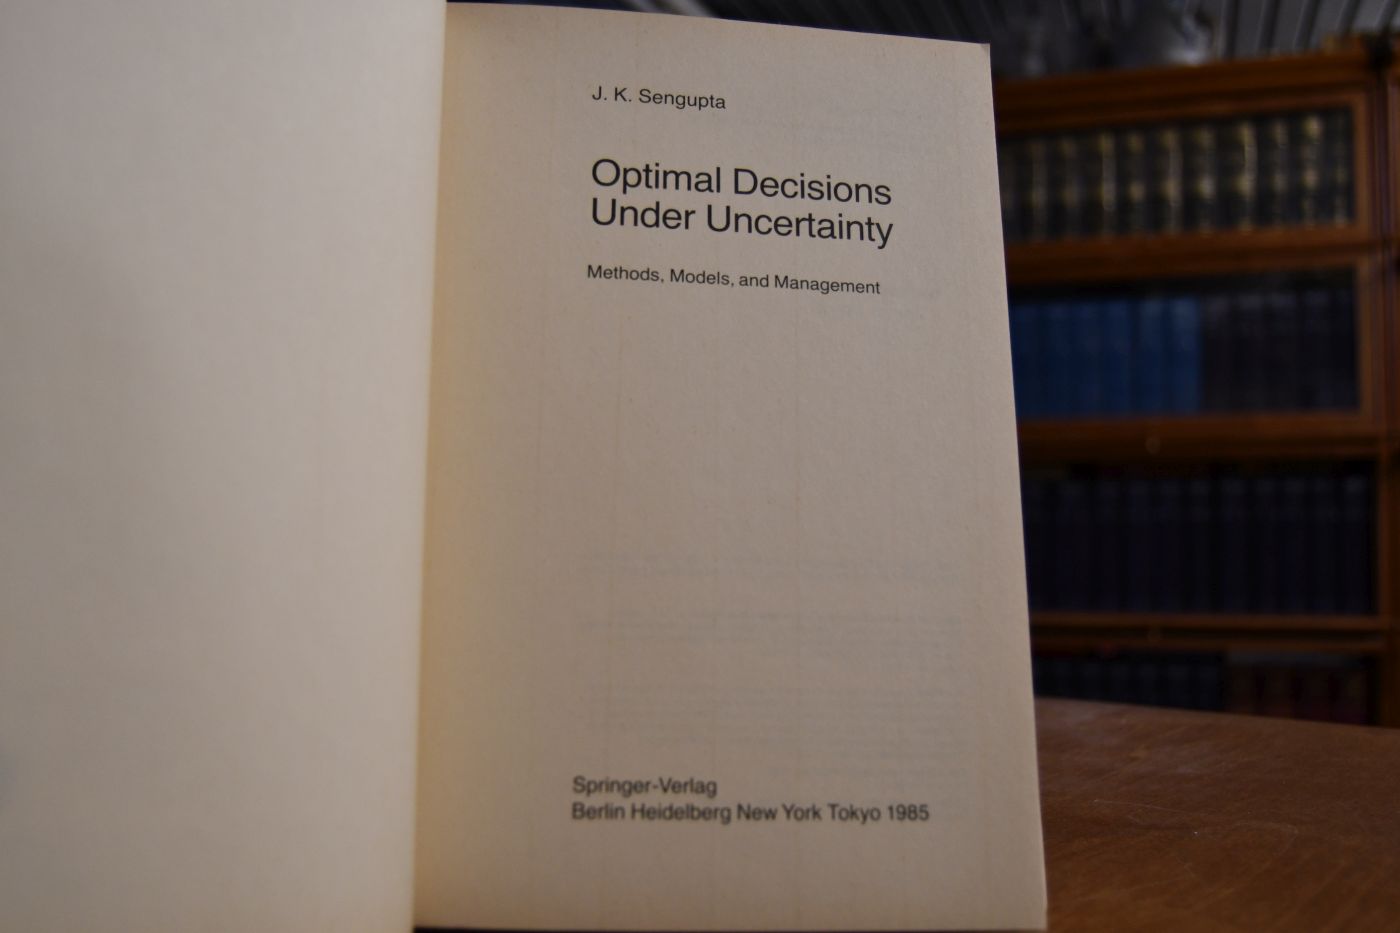 J. K. Sengupta
Optimal Decisions
Under Uncertainty
Methods, Models, and Management
Springer-Verlag
Berlin Heidelberg New York Tokyo 1985